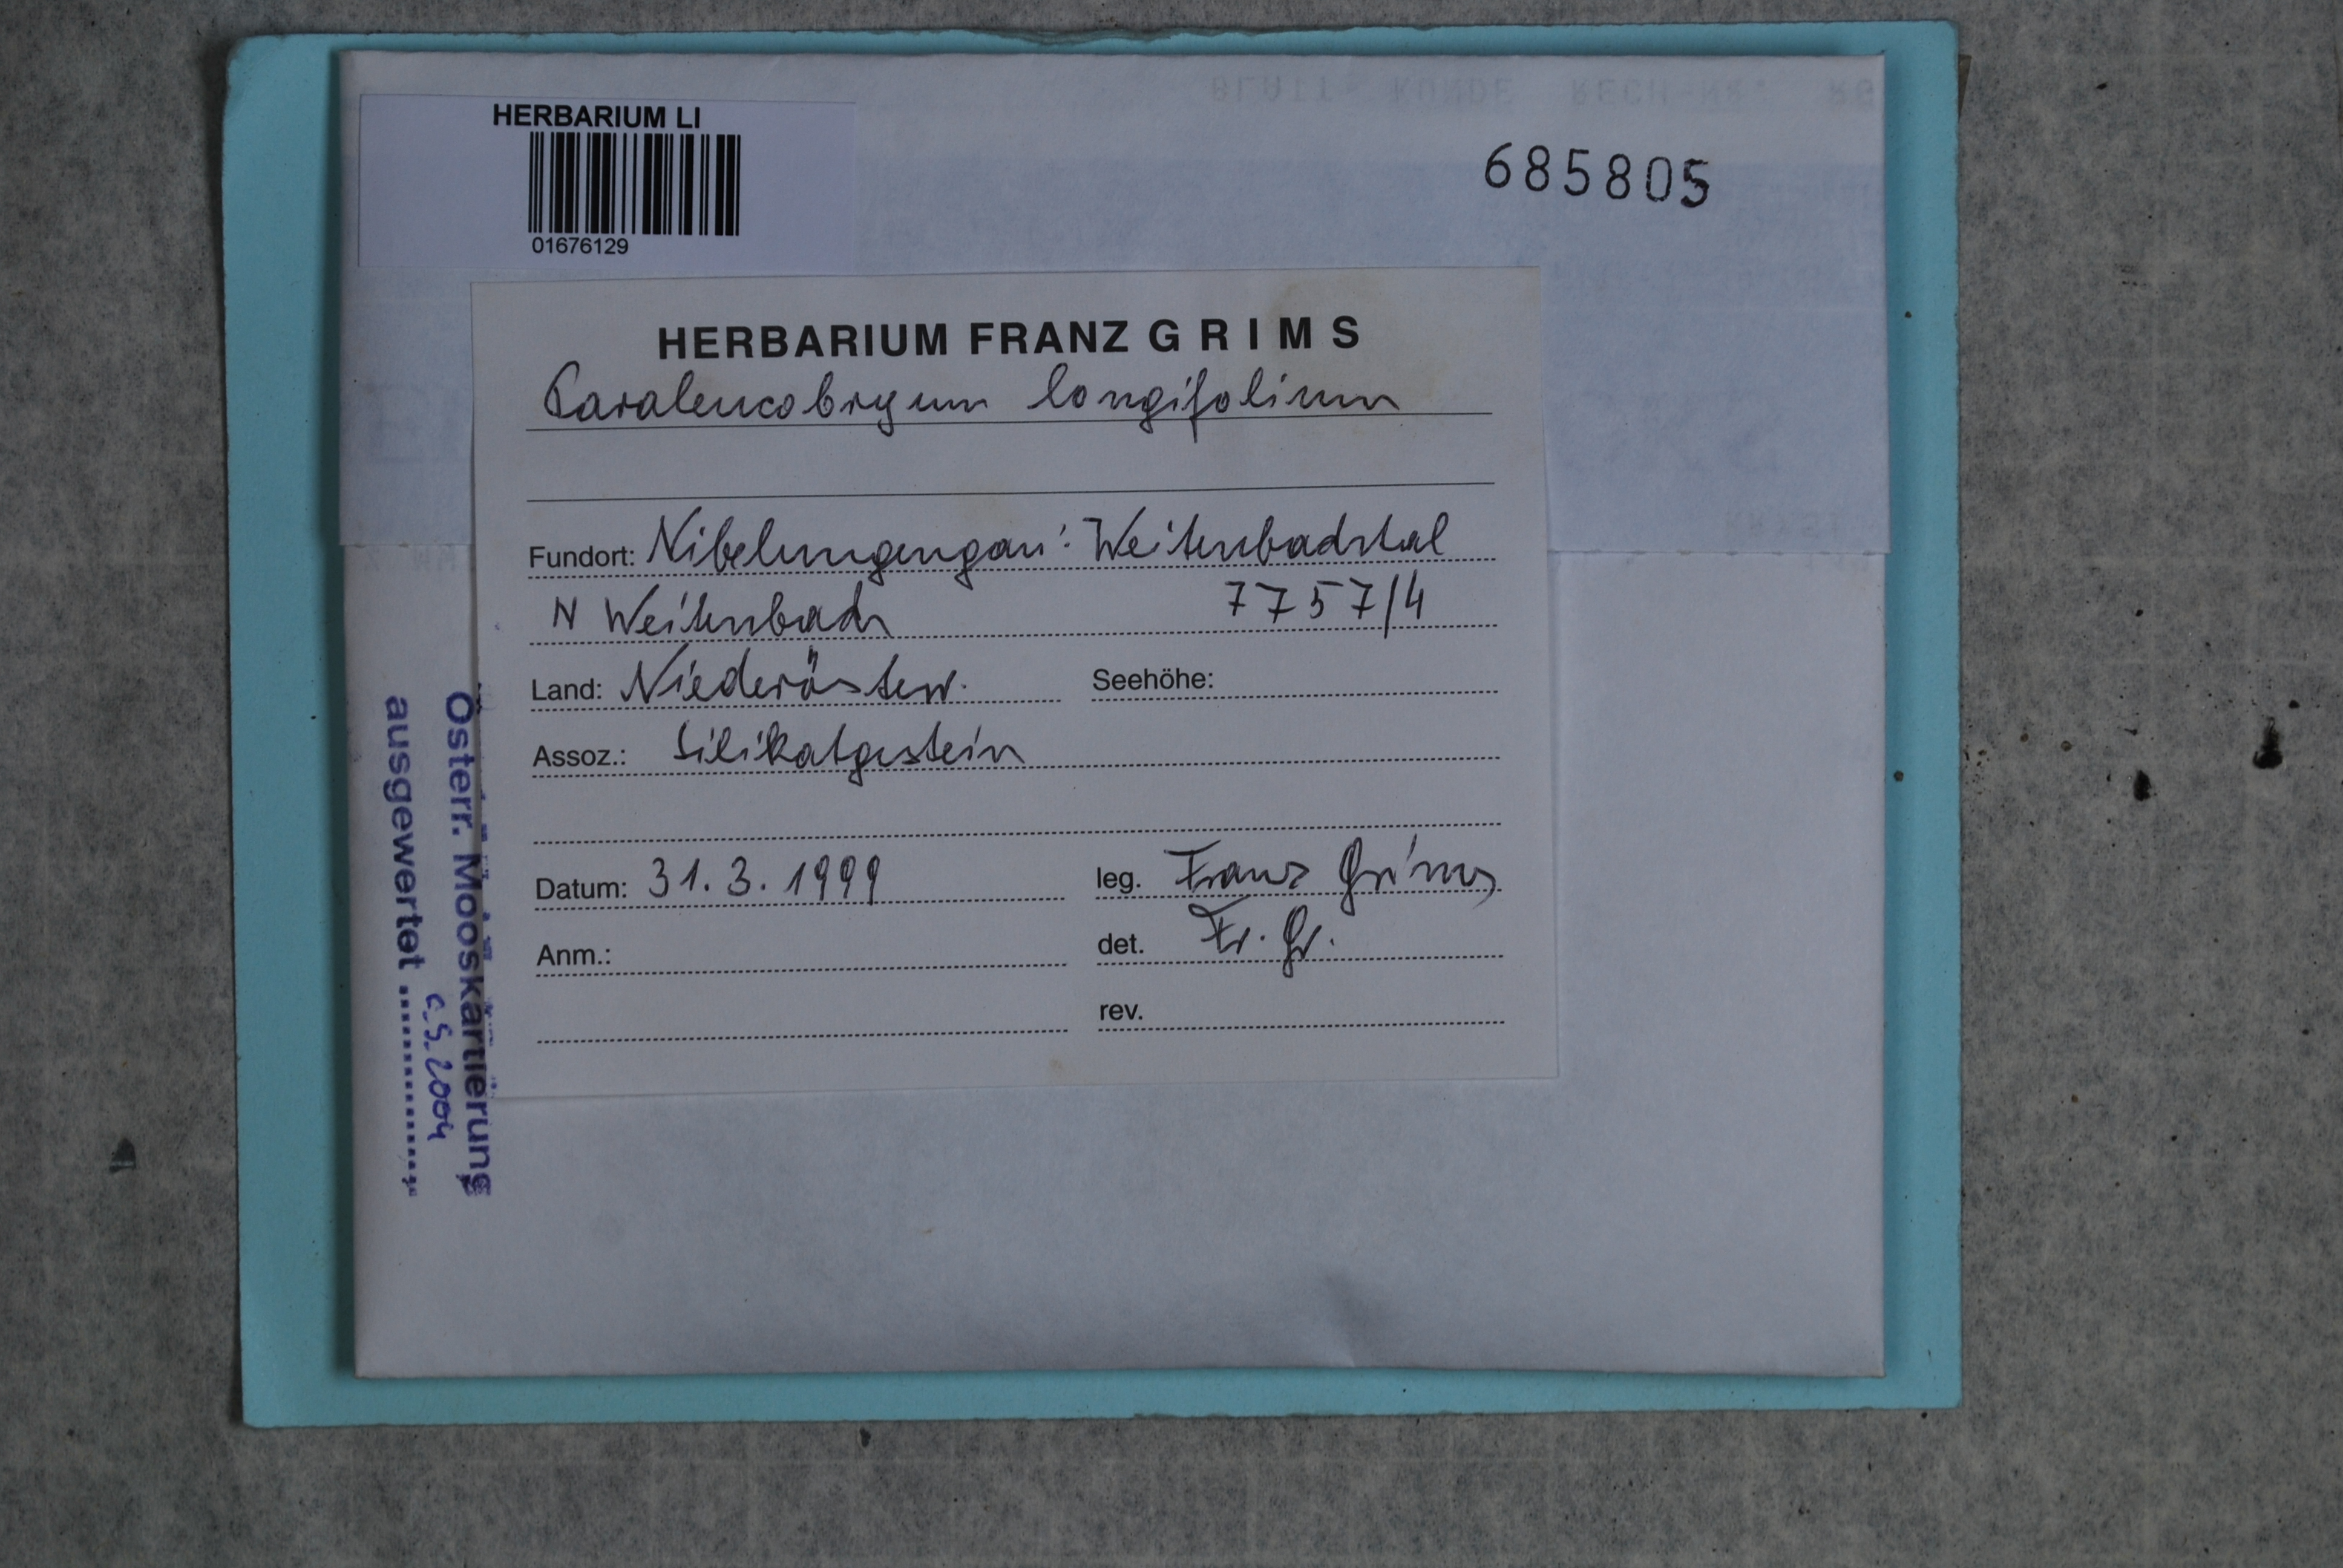 HERBARIUM LI
01676129
685805
HERBARIUM FRANZ GRIMS
Paraleucobryum longifolium
Fundort: Nibelungengau: Weitenbachtal
N Weitenbach 7757/4
Land: Niederösterr. Seehöhe:
Assoz.: Silikatgestein
Datum: 31.3.1999 leg. Franz Grims
Anm.: det. Fr. Gr.
rev.
Österr. Mooskartierung
ausgewertet
C.S. 2004